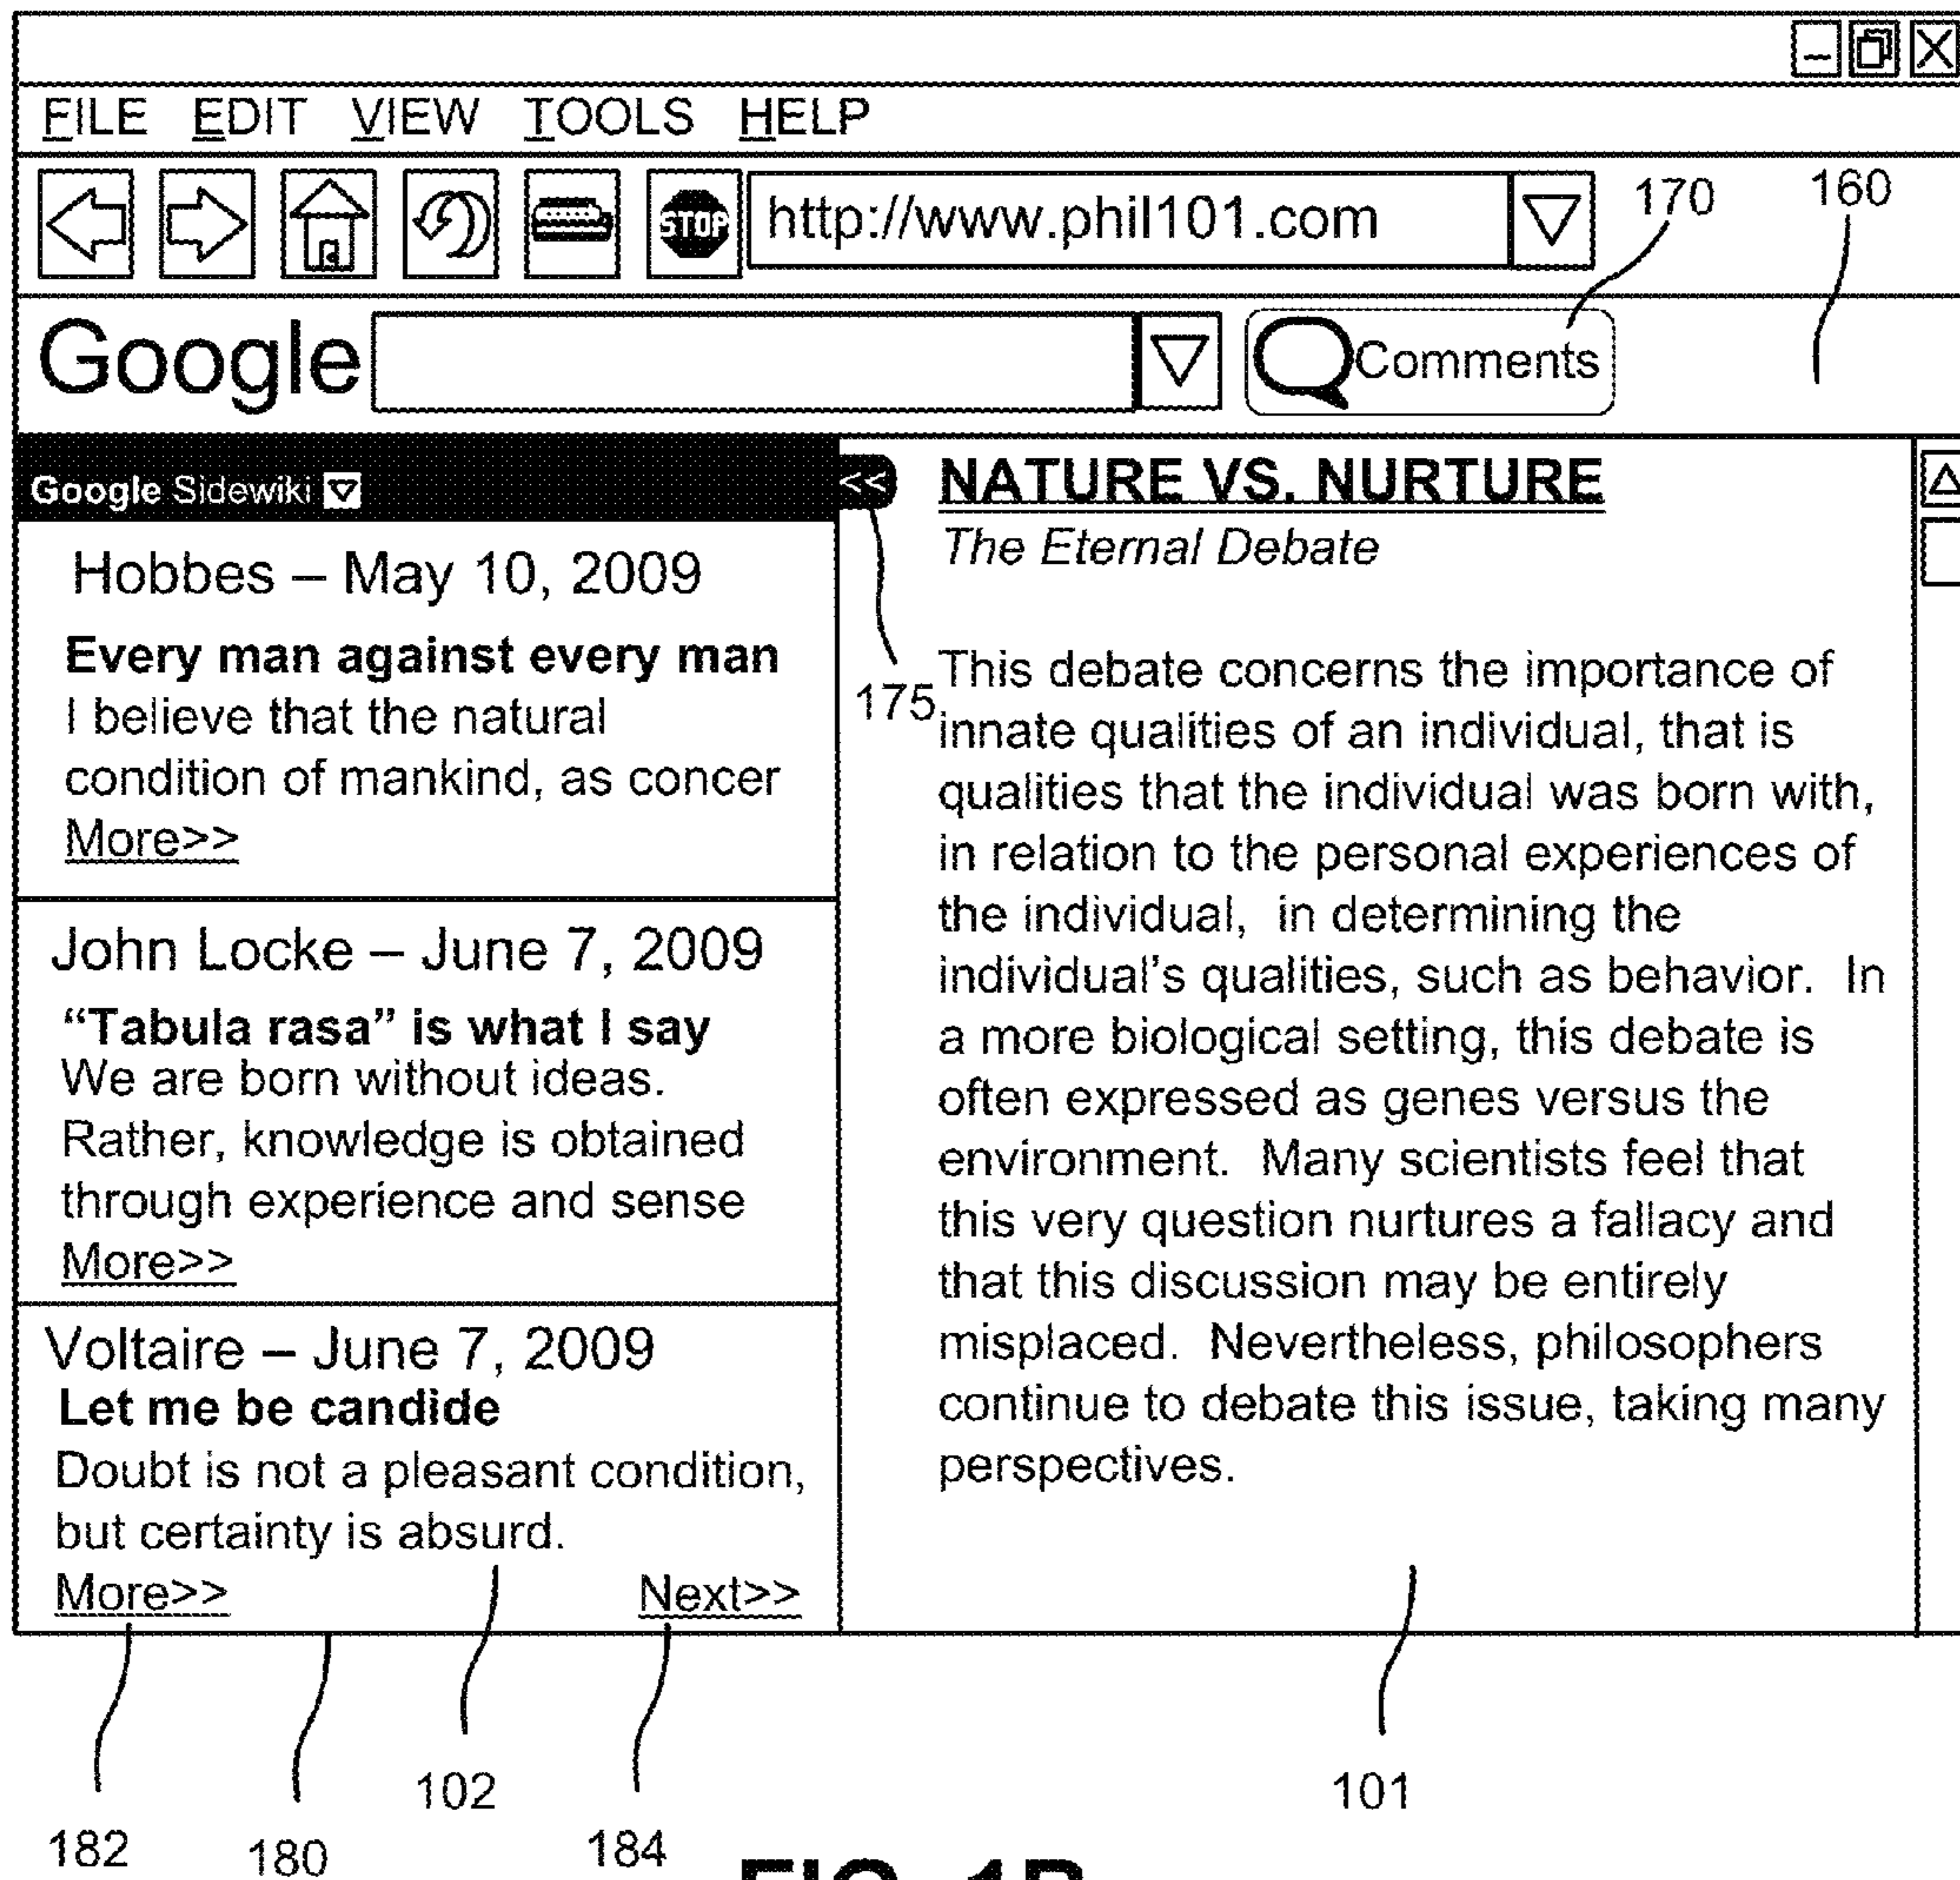 FILE EDIT VIEW TOOLS HELP
STOP http://www.phil101.com
170
160
Google
Comments
Google Sidewiki
<<
Hobbes – May 10, 2009
Every man against every man
I believe that the natural
condition of mankind, as concer
More>>
John Locke – June 7, 2009
“Tabula rasa” is what I say
We are born without ideas.
Rather, knowledge is obtained
through experience and sense
More>>
Voltaire – June 7, 2009
Let me be candide
Doubt is not a pleasant condition,
but certainty is absurd.
More>> Next>>
175
NATURE VS. NURTURE
The Eternal Debate
This debate concerns the importance of
innate qualities of an individual, that is
qualities that the individual was born with,
in relation to the personal experiences of
the individual,  in determining the
individual’s qualities, such as behavior.  In
a more biological setting, this debate is
often expressed as genes versus the
environment.  Many scientists feel that
this very question nurtures a fallacy and
that this discussion may be entirely
misplaced.  Nevertheless, philosophers
continue to debate this issue, taking many
perspectives.
102
101
182
180
184
FIG. 1B